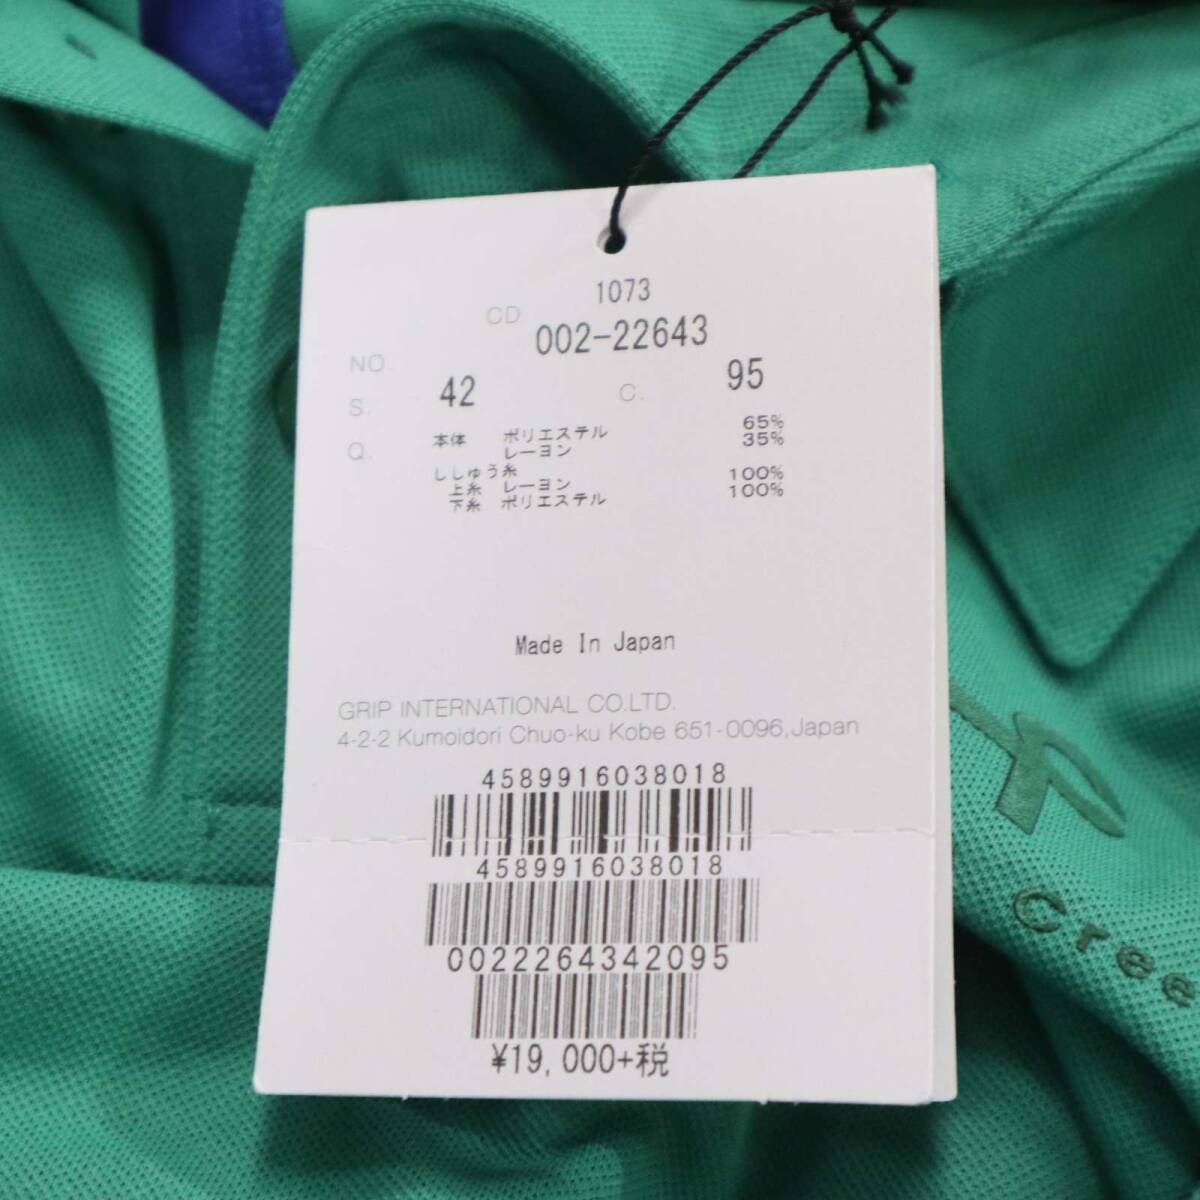 1073
CD
002-22643
NO.
S. 42 C. 95
Q. 本体 ポリエステル 65%
レーヨン 35%
ししゅう糸
上糸 レーヨン 100%
下糸 ポリエステル 100%
Made In Japan
GRIP INTERNATIONAL CO.LTD.
4-2-2 Kumoidori Chuo-ku Kobe 651-0096,Japan
4589916038018
4589916038018
0022264342095
¥19,000+税
Cree